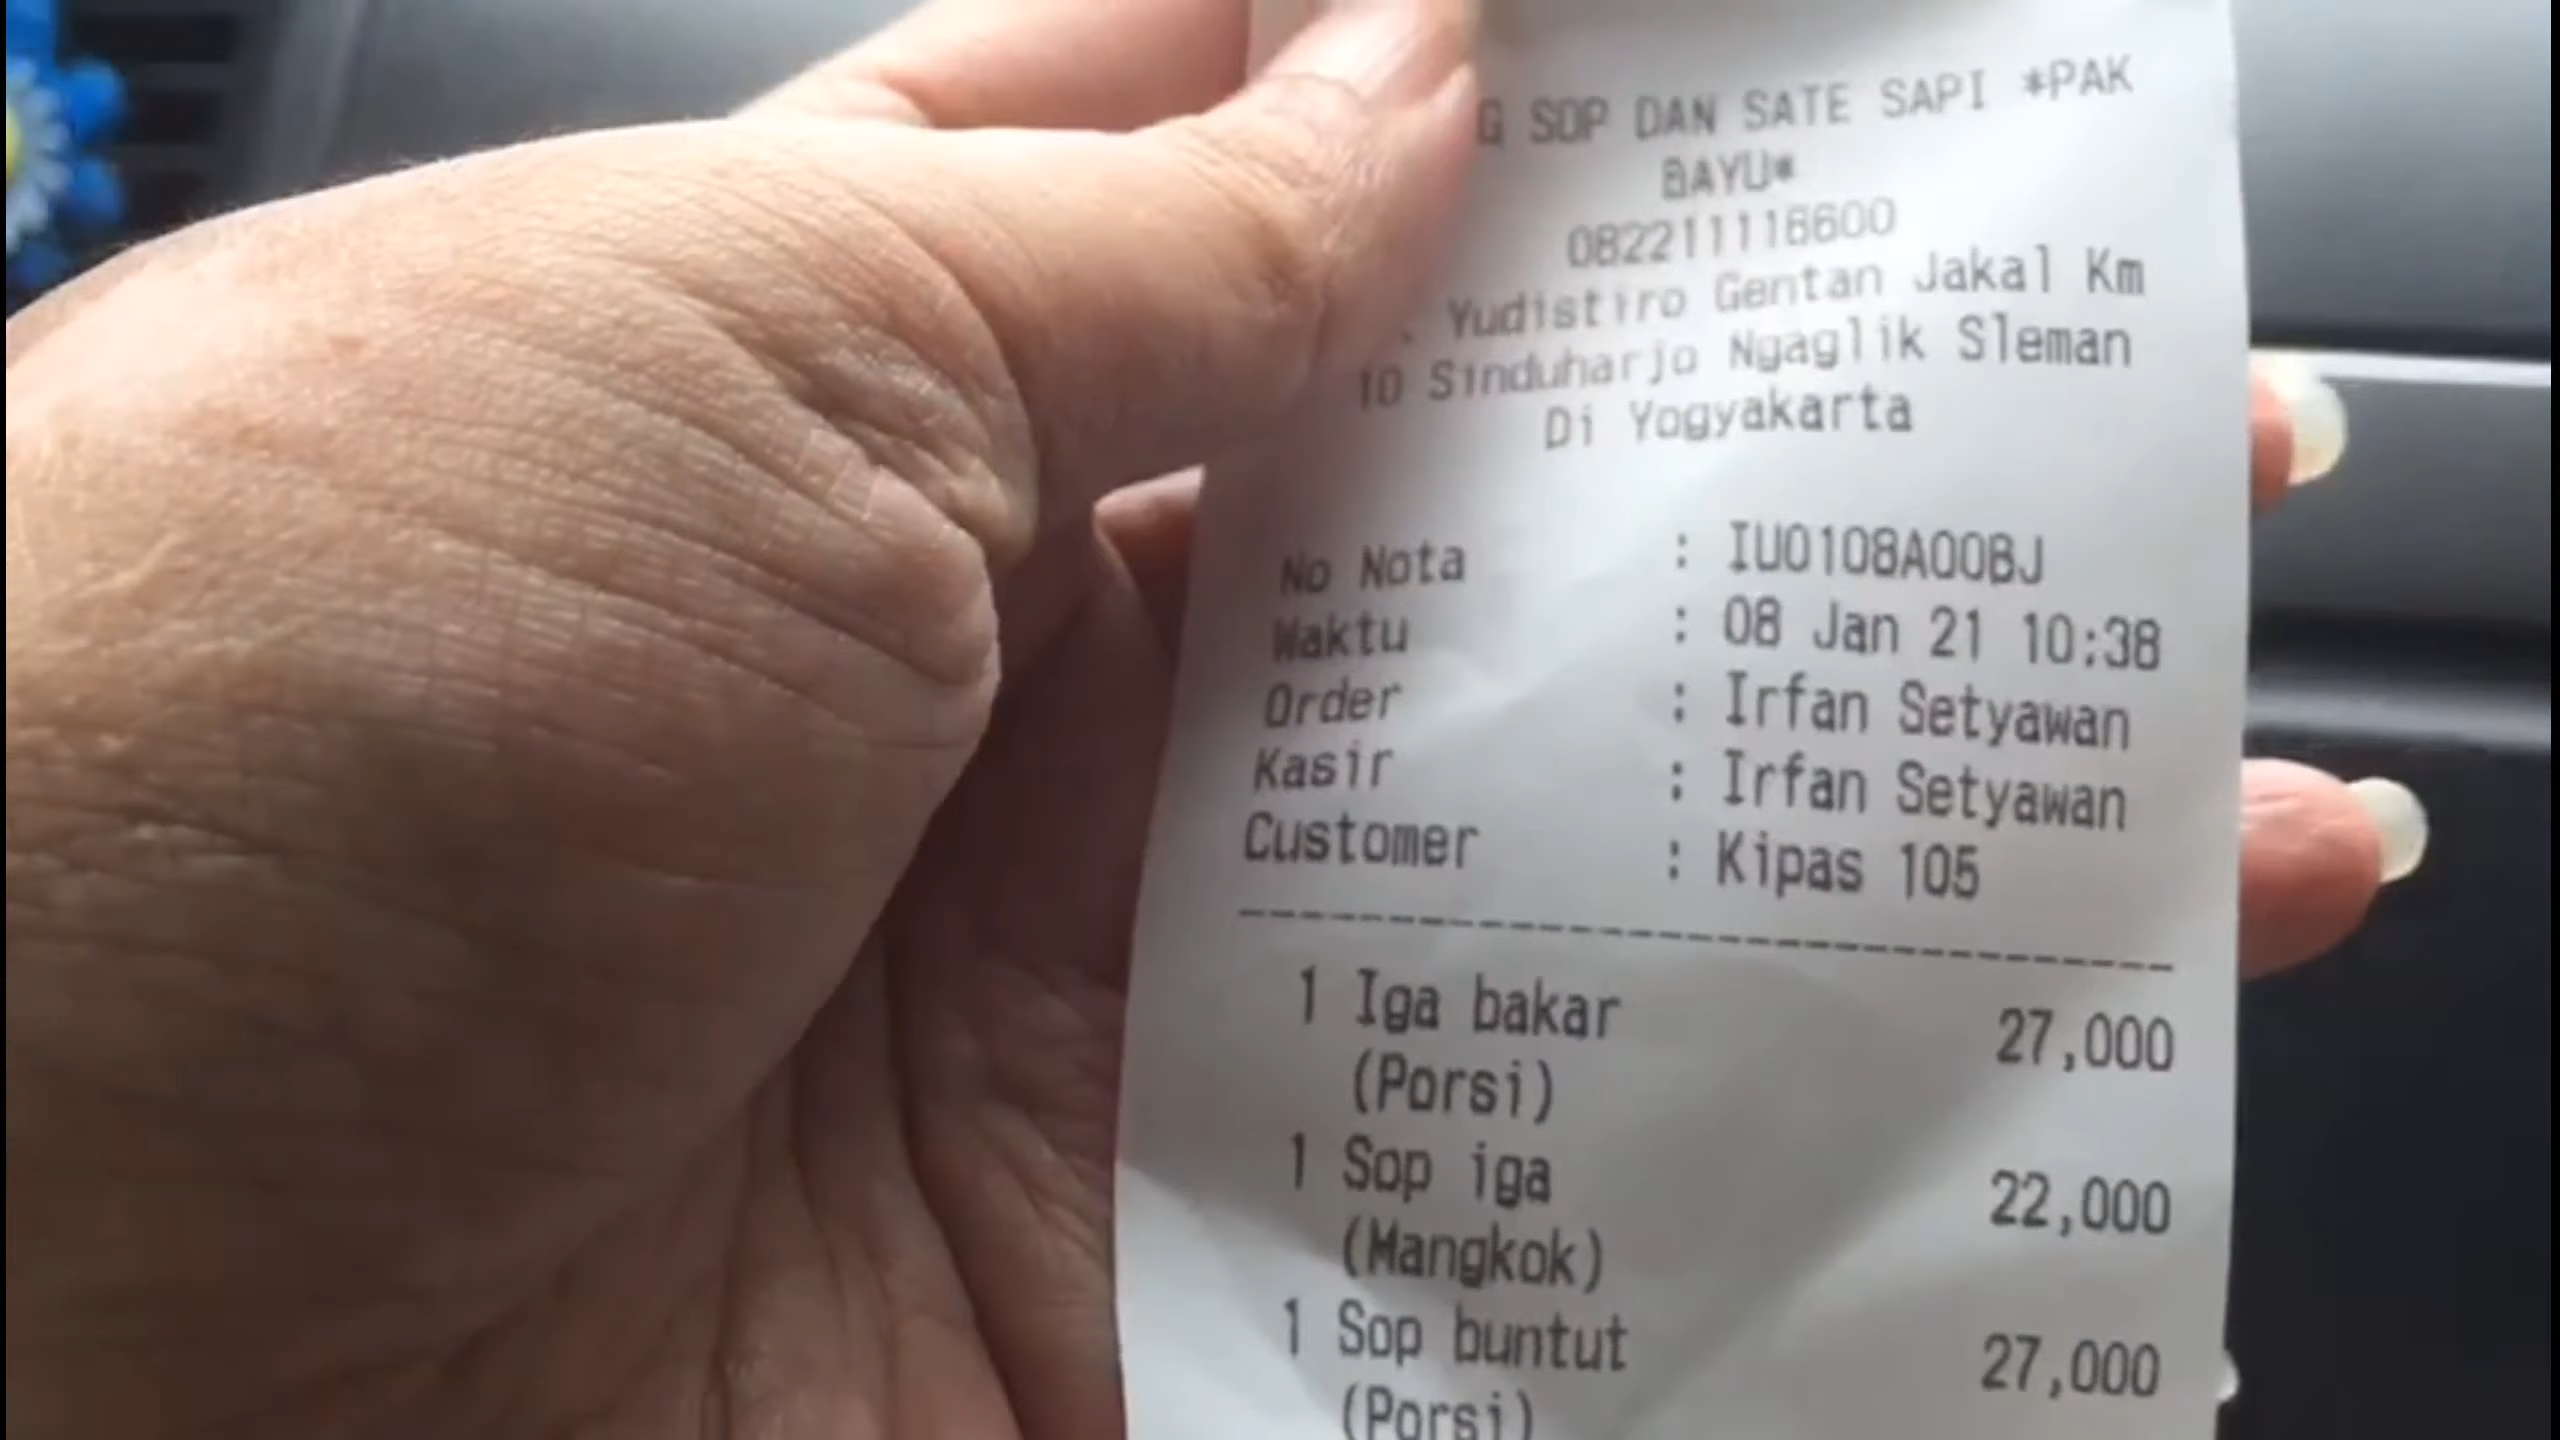 SOP DAN SATE SAPI *PAK
BAYU*
Yudistiro Gentan Jakal Km
10 Sinduharjo Ngaglik Sleman
Di Yogyakarta
No Nota : IU0108A00BJ
Waktu : 08 Jan 21 10:38
Order : Irfan Setyawan
Kasir : Irfan Setyawan
Customer : Kipas 105
1 Iga bakar 27,000
(Porsi)
1 Sop iga 22,000
(Mangkok)
1 Sop buntut 27,000
(Porsi)